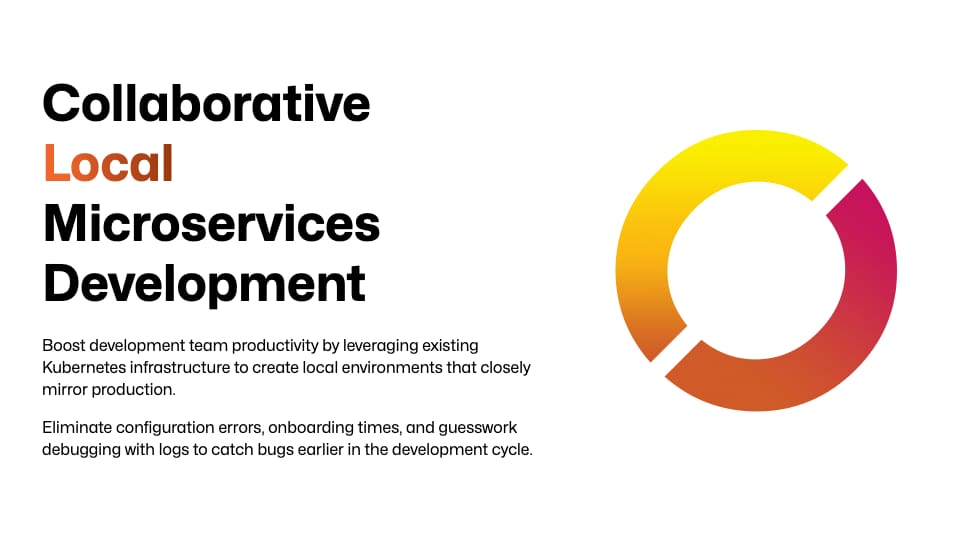 Collaborative
Local
Microservices
Development
Boost development team productivity by leveraging existing
Kubernetes infrastructure to create local environments that closely
mirror production.
Eliminate configuration errors, onboarding times, and guesswork
debugging with logs to catch bugs earlier in the development cycle.